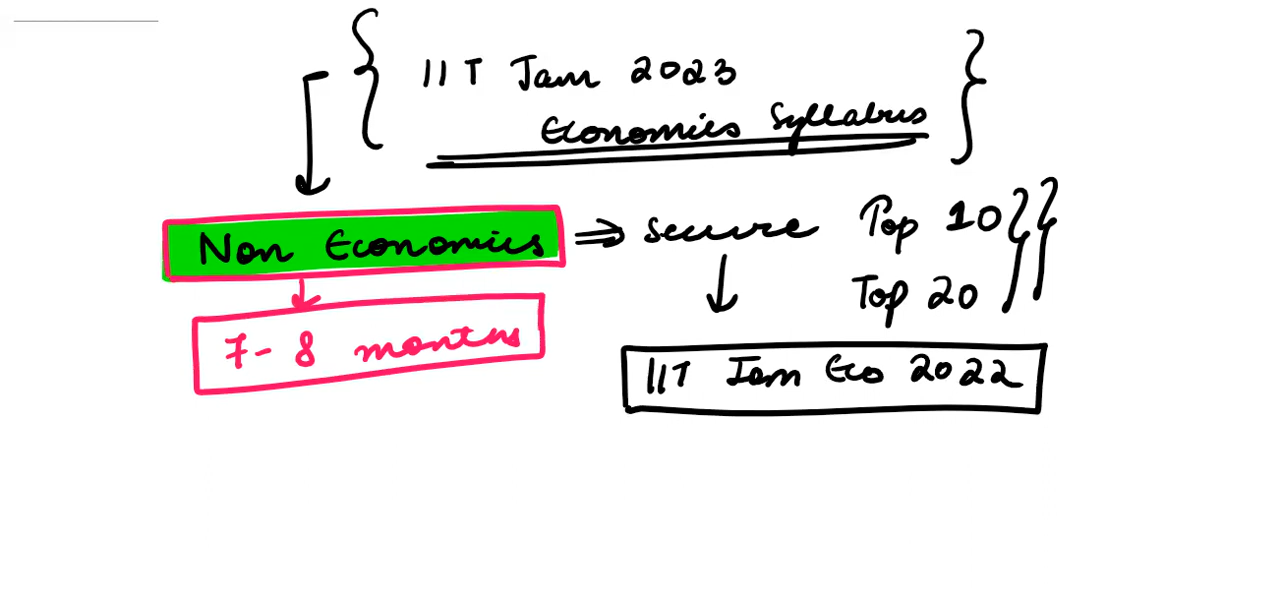 IIT Jam 2023
Economics Syllabus
Non Economics ⇒ secure Top 10
Top 20
7-8 months
IIT Jam Eco 2022